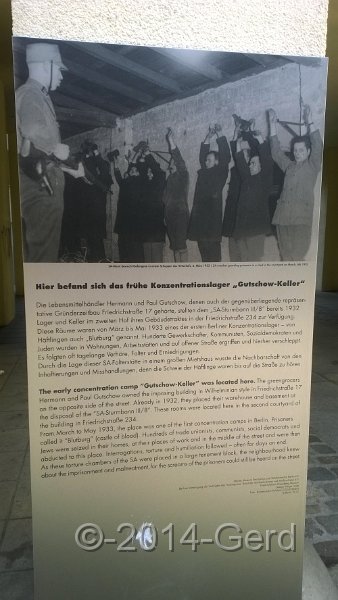 Hier befand sich das frühe Konzentrationslager „Gutschow-Keller"
Die Lebensmittelhändler Hermann und Paul Gutschow, denen auch der gegenüberliegende repräsen-
tative Gründerzeitbau Friedrichstraße 17 gehörte, stellten dem „SA-Sturmbann III/8" bereits 1932
Lager und Keller im zweiten Hof ihres Gebäudetraktes in der Friedrichstraße 234 zur Verfügung.
Diese Räume waren von März bis Mai 1933 eines der ersten Berliner Konzentrationslager – von
Häftlingen auch „Blutburg" genannt. Hunderte Gewerkschafter, Kommunisten, Sozialdemokraten und
Juden wurden in Wohnungen, Arbeitsstätten und auf offener Straße ergriffen und hierher verschleppt.
Es folgten oft tagelange Verhöre, Folter und Erniedrigungen.
Durch die Lage dieser SA-Folterkeller in einem großen Mietshaus wurde die Nachbarschaft von den
Inhaftierungen und Misshandlungen, denn die Schreie der Häftlinge waren bis auf die Straße zu hören
The early concentration camp "Gutschow-Keller" was located here. The greengrocers
Hermann and Paul Gutschow owned the imposing building in Wilhelminian style in Friedrichstraße 17
on the opposite side of the street. Already in 1932, they placed their warehouse and basement at
the disposal of the "SA-Sturmbann III/8". These rooms were located here in the second courtyard of
the building in Friedrichstraße 234.
From March to May 1933, the place was one of the first concentration camps in Berlin. Prisoners
called it "Blutburg" (castle of blood). Hundreds of trade unionists, communists, social democrats and
Jews were seized in their homes, at their places of work and in the middle of the street and were then
abducted to this place. Interrogations, torture and humiliation followed – often for days on end.
As these torture chambers of the SA were placed in a large tenement block, the neighbourhood knew
about the imprisonment and maltreatment, for the screams of the prisoners could still be heard on the street
©-2014-Gerd